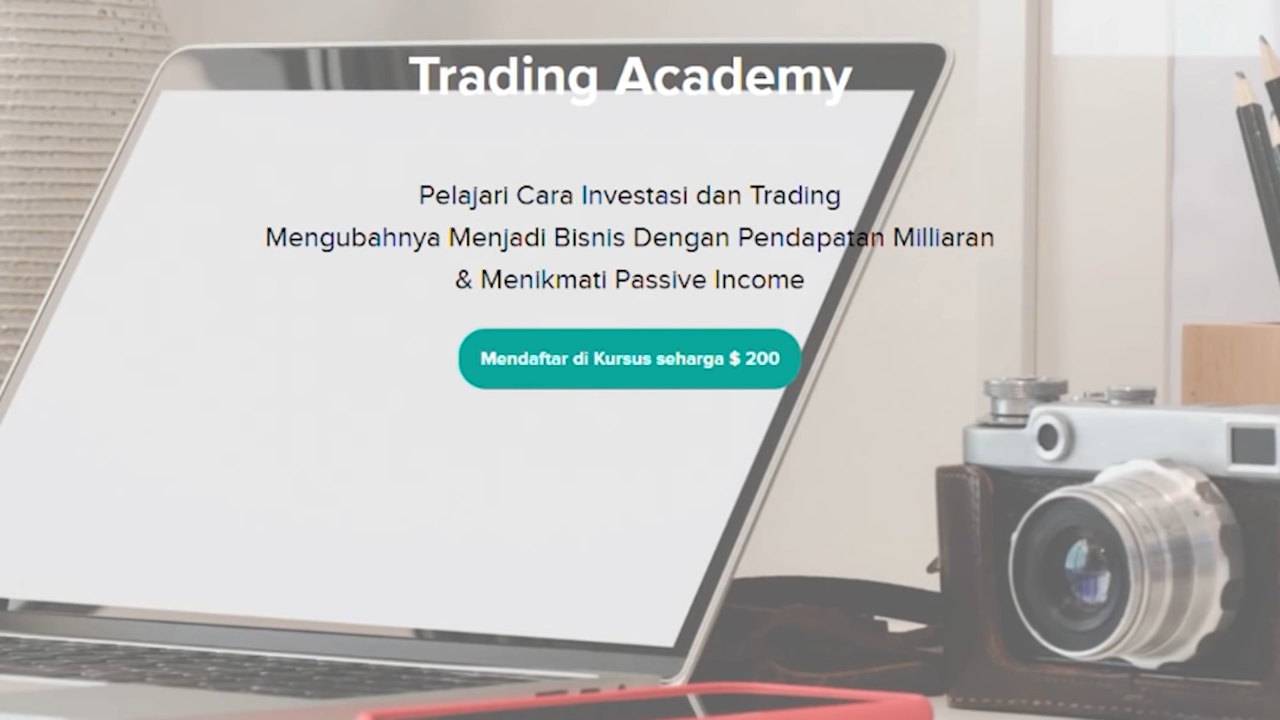 Trading Academy
Pelajari Cara Investasi dan Trading
Mengubahnya Menjadi Bisnis Dengan Pendapatan Milliaran
& Menikmati Passive Income
Mendaftar di Kursus seharga $ 200